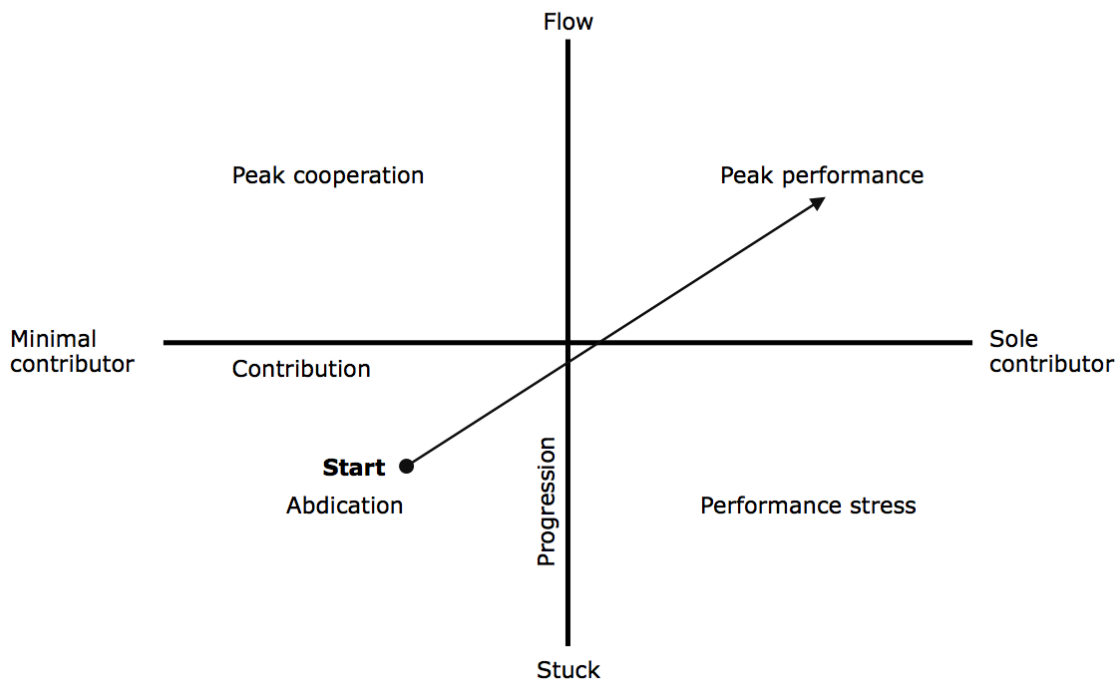 Flow
Peak cooperation
Peak performance
Minimal
contributor
Sole
contributor
Contribution
Start
Abdication
Progression
Performance stress
Stuck